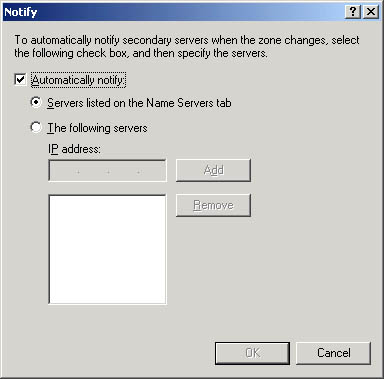 Notify
To automatically notify secondary servers when the zone changes, select
the following check box, and then specify the servers.
Automatically notify:
Servers listed on the Name Servers tab
The following servers
IP address:
. . .
Add
Remove
OK
Cancel